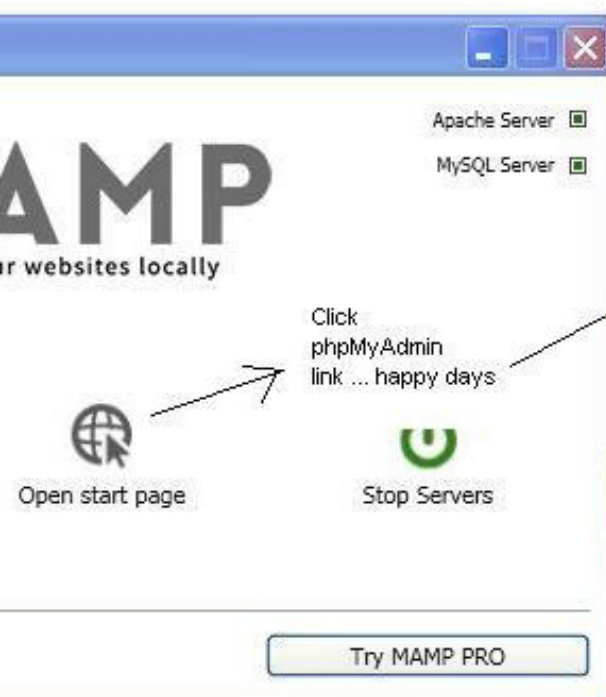 Apache Server
MySQL Server
AMP
websites locally
Click
phpMyAdmin
link ... happy days
Open start page
Stop Servers
Try MAMP PRO